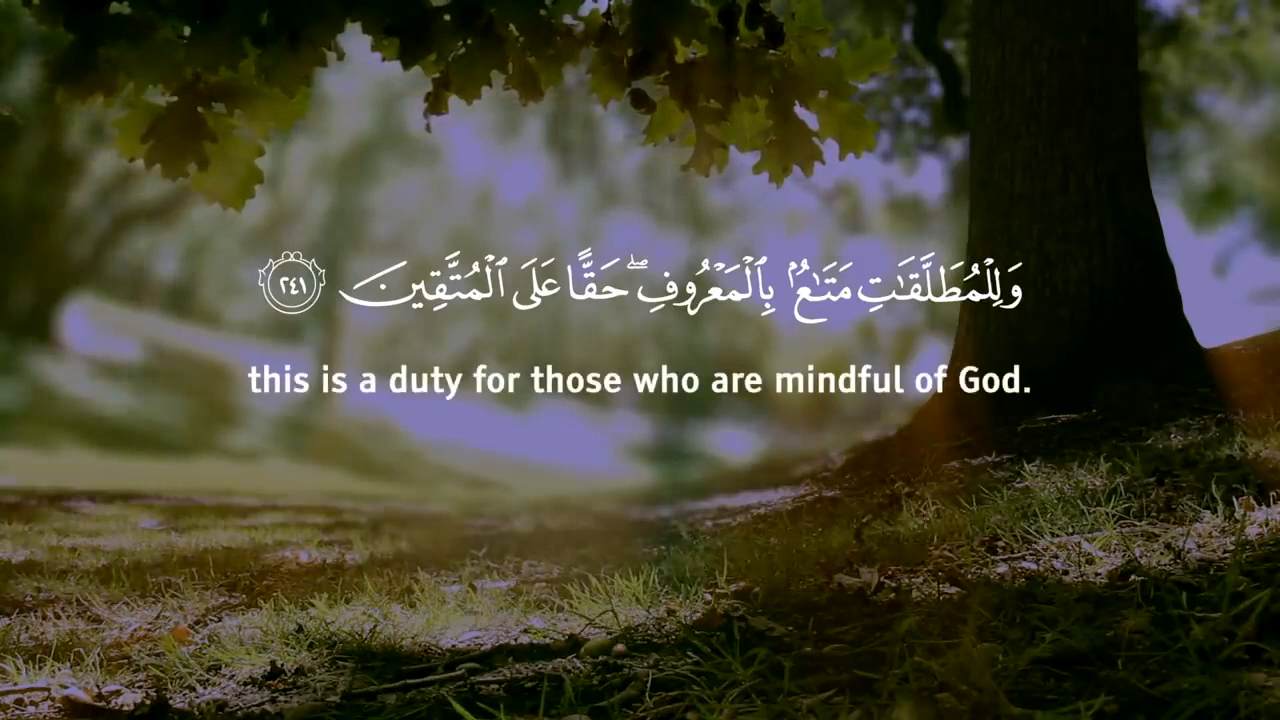 وَلِلْمُطَلَّقَـٰتِ مَتَـٰعٌۢ بِٱلْمَعْرُوفِ ۖ حَقًّا عَلَى ٱلْمُتَّقِينَ ٢٤١
this is a duty for those who are mindful of God.